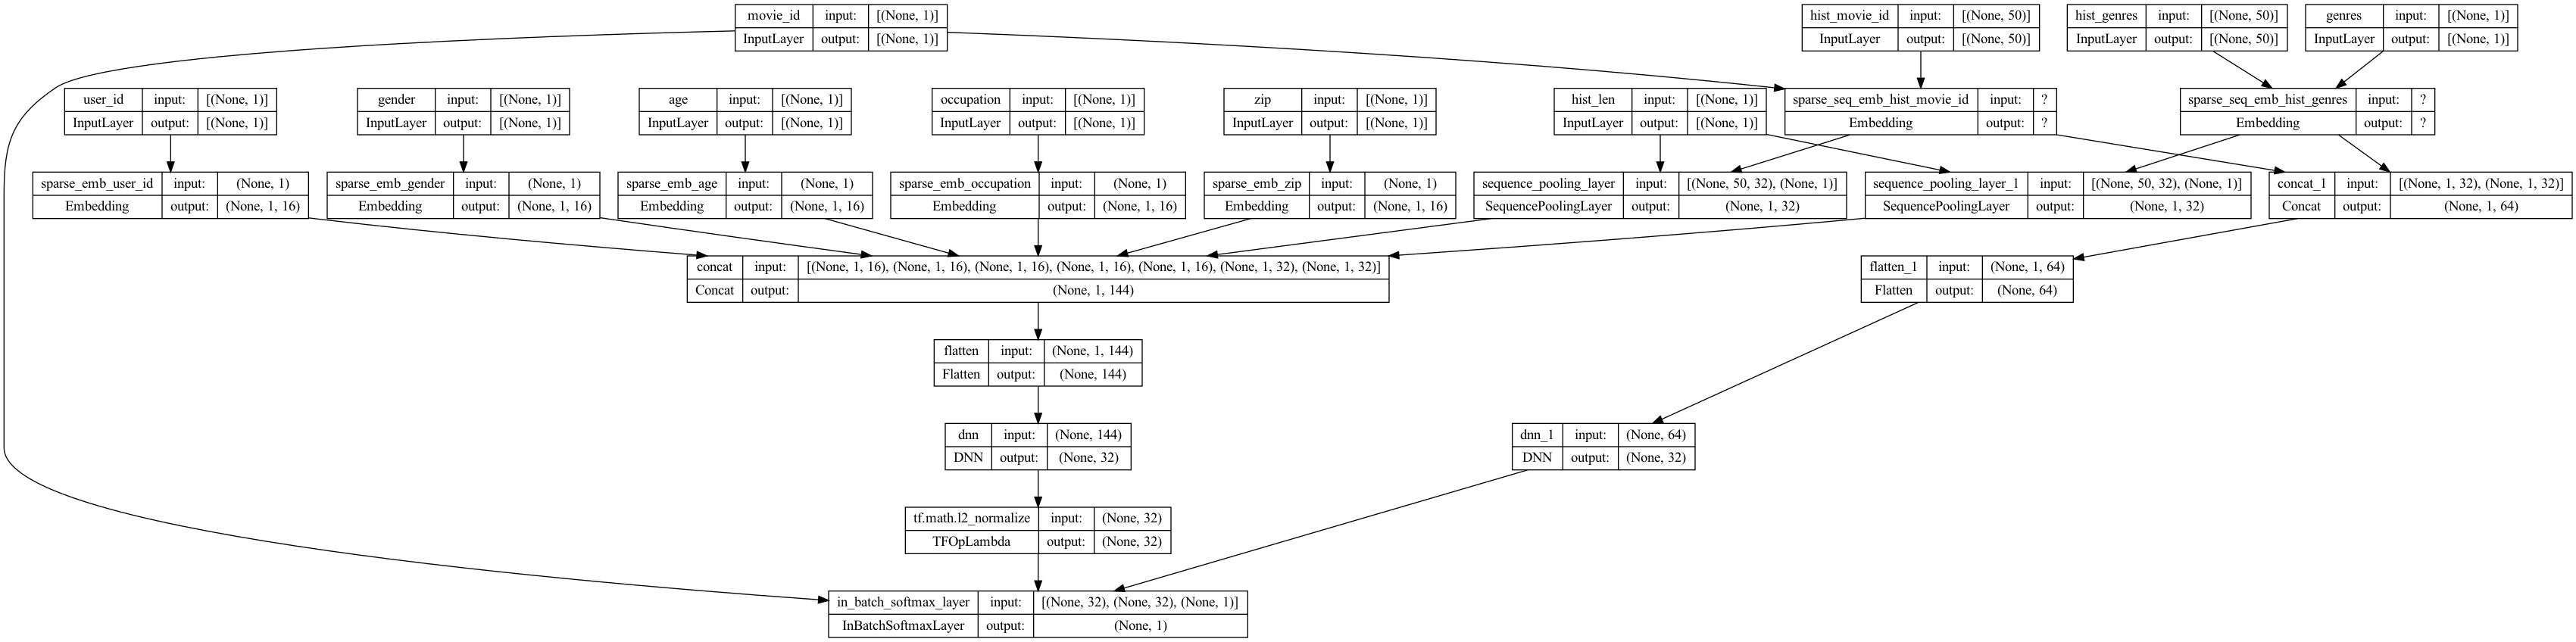 movie_id input: [(None, 1)]
InputLayer output: [(None, 1)]
hist_movie_id input: [(None, 50)]
InputLayer output: [(None, 50)]
hist_genres input: [(None, 50)]
InputLayer output: [(None, 50)]
genres input: [(None, 1)]
InputLayer output: [(None, 1)]
user_id input: [(None, 1)]
InputLayer output: [(None, 1)]
gender input: [(None, 1)]
InputLayer output: [(None, 1)]
age input: [(None, 1)]
InputLayer output: [(None, 1)]
occupation input: [(None, 1)]
InputLayer output: [(None, 1)]
zip input: [(None, 1)]
InputLayer output: [(None, 1)]
hist_len input: [(None, 1)]
InputLayer output: [(None, 1)]
sparse_seq_emb_hist_movie_id input: ?
Embedding output: ?
sparse_seq_emb_hist_genres input: ?
Embedding output: ?
sparse_emb_user_id input: (None, 1)
Embedding output: (None, 1, 16)
sparse_emb_gender input: (None, 1)
Embedding output: (None, 1, 16)
sparse_emb_age input: (None, 1)
Embedding output: (None, 1, 16)
sparse_emb_occupation input: (None, 1)
Embedding output: (None, 1, 16)
sparse_emb_zip input: (None, 1)
Embedding output: (None, 1, 16)
sequence_pooling_layer input: [(None, 50, 32), (None, 1)]
SequencePoolingLayer output: (None, 1, 32)
sequence_pooling_layer_1 input: [(None, 50, 32), (None, 1)]
SequencePoolingLayer output: (None, 1, 32)
concat_1 input: [(None, 1, 32), (None, 1, 32)]
Concat output: (None, 1, 64)
concat input: [(None, 1, 16), (None, 1, 16), (None, 1, 16), (None, 1, 16), (None, 1, 16), (None, 1, 32), (None, 1, 32)]
Concat output: (None, 1, 144)
flatten_1 input: (None, 1, 64)
Flatten output: (None, 64)
flatten input: (None, 1, 144)
Flatten output: (None, 144)
dnn input: (None, 144)
DNN output: (None, 32)
dnn_1 input: (None, 64)
DNN output: (None, 32)
tf.math.l2_normalize input: (None, 32)
TFOpLambda output: (None, 32)
in_batch_softmax_layer input: [(None, 32), (None, 32), (None, 1)]
InBatchSoftmaxLayer output: (None, 1)